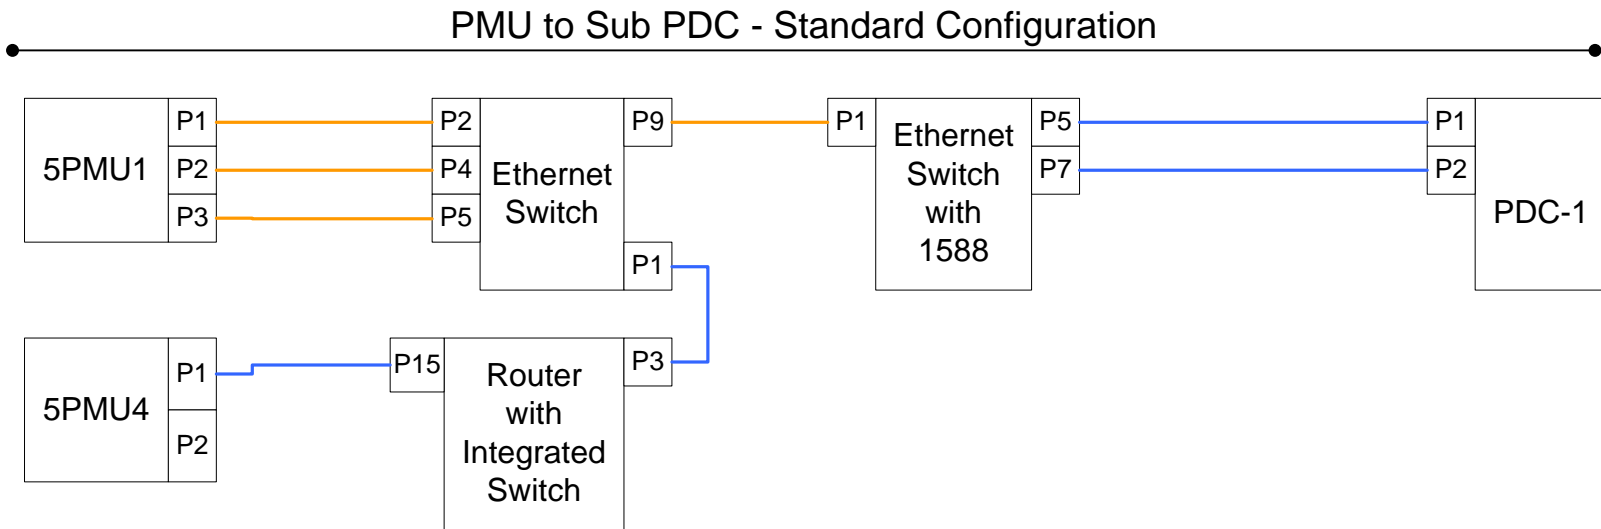 PMU to Sub PDC - Standard Configuration
5PMU1
P1
P2
P3
P2
P4
P5
Ethernet
Switch
P9
P1
P1
Ethernet
Switch
with
1588
P5
P7
P1
P2
PDC-1
5PMU4
P1
P2
P15
Router
with
Integrated
Switch
P3